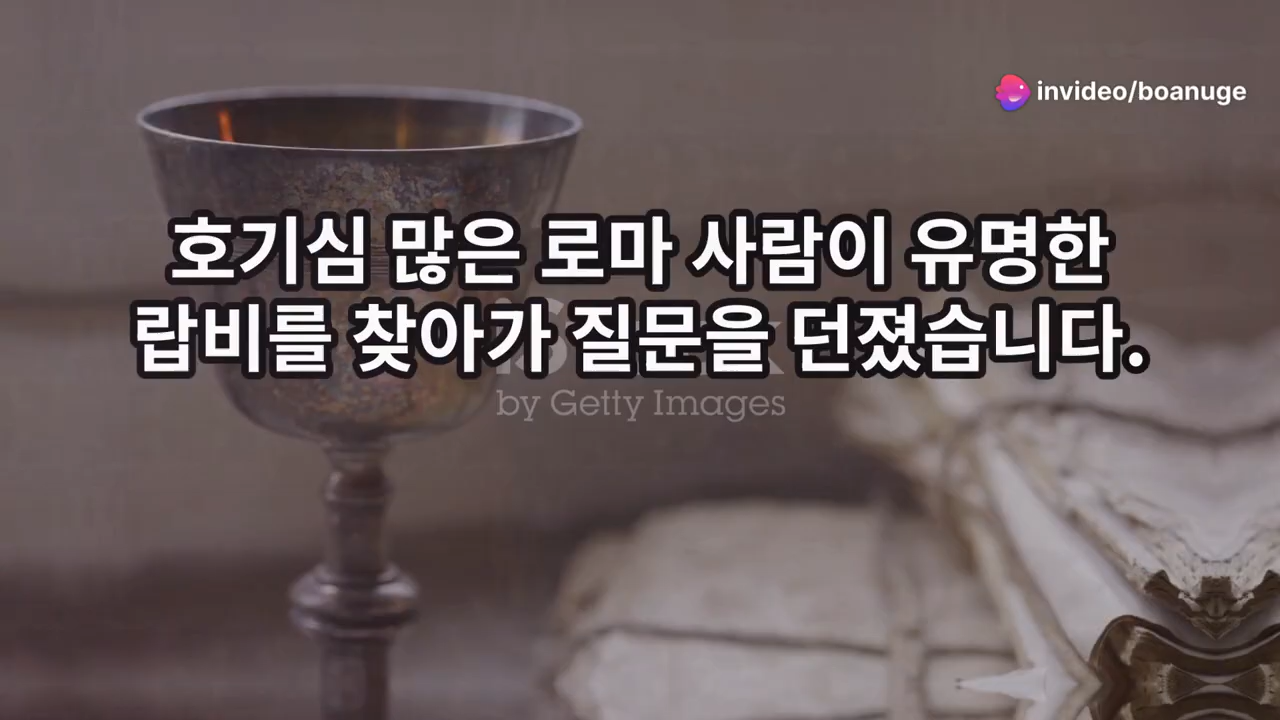 invideo/boanuge
호기심 많은 로마 사람이 유명한
랍비를 찾아가 질문을 던졌습니다.
by Getty Images